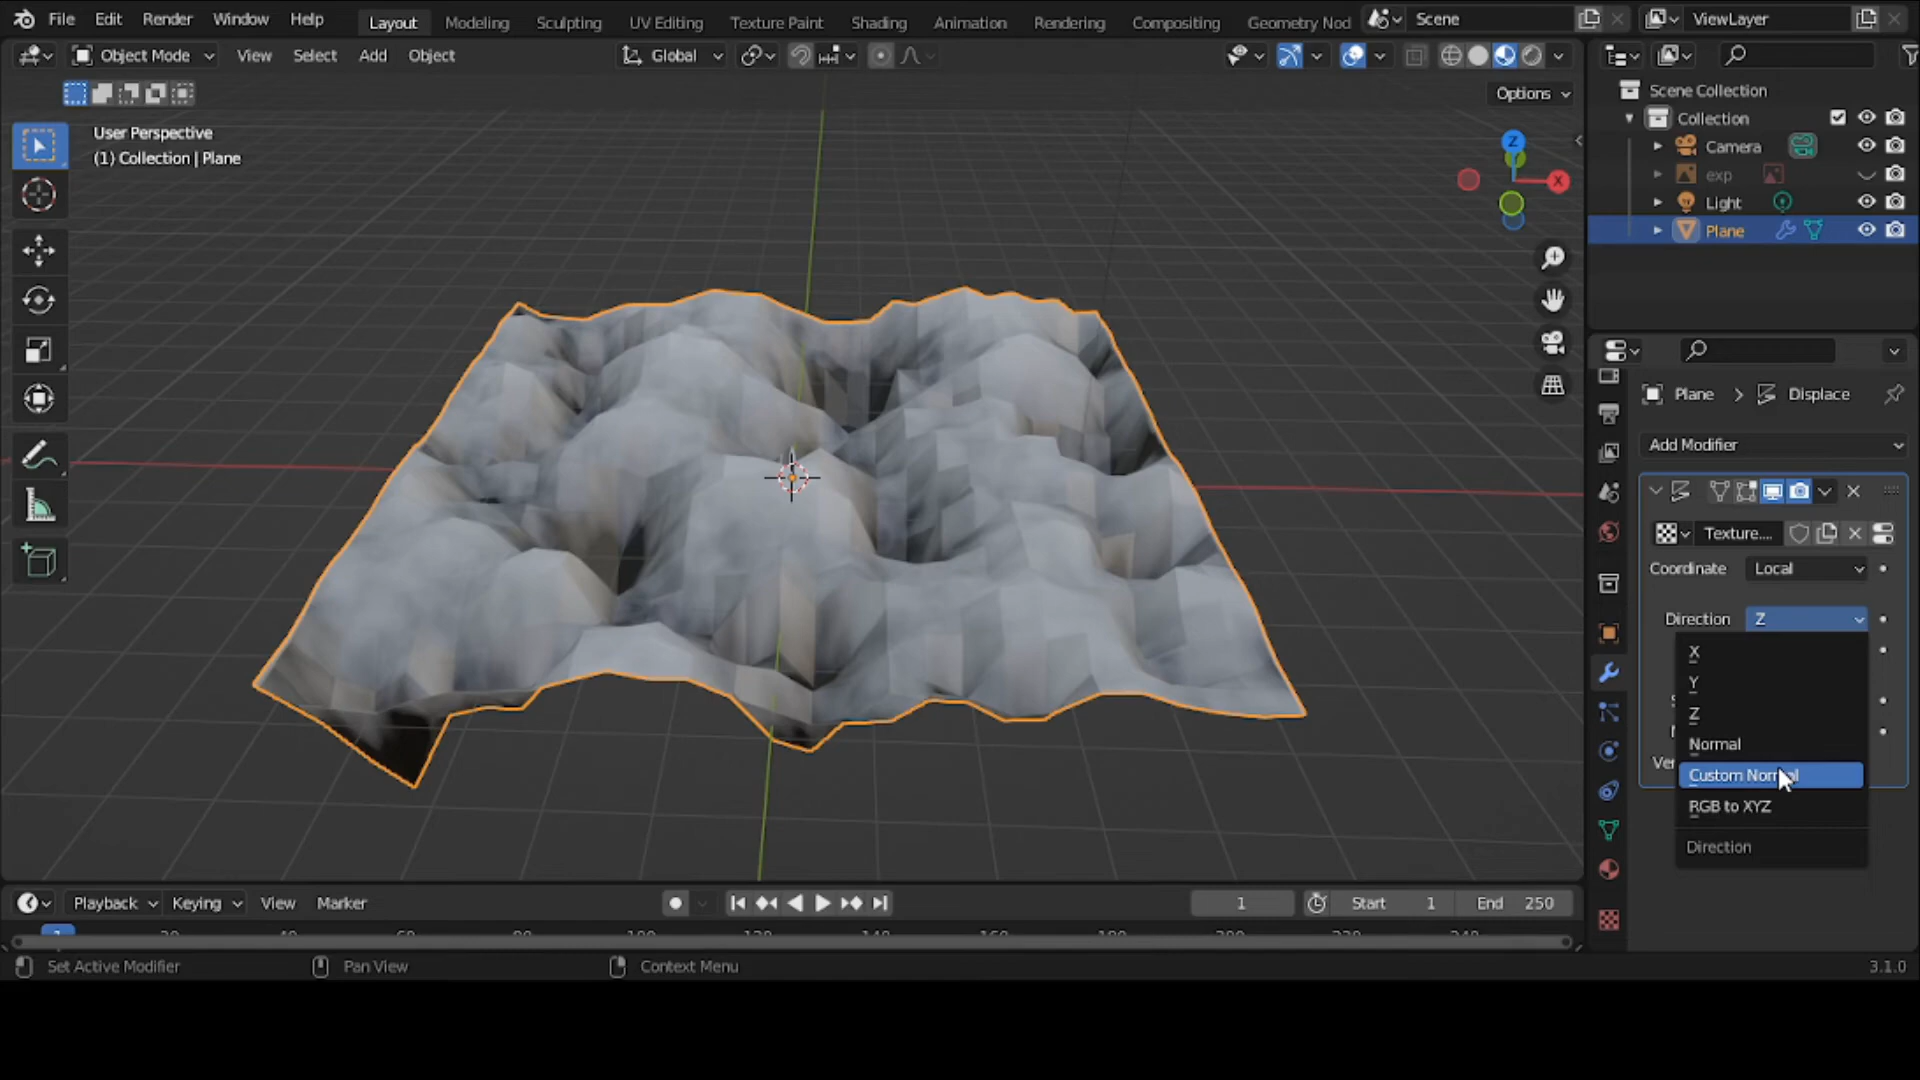 File Edit Render Window Help Layout Modeling Sculpting UV Editing Texture Paint Shading Animation Rendering Compositing Geometry Nod Scene ViewLayer
Object Mode View Select Add Object Global
Options
User Perspective
(1) Collection | Plane
Z
X
Scene Collection
Collection
Camera
exp
Light
Plane
Plane > Displace
Add Modifier
Texture....
Coordinate Local
Direction Z
X
Y
Z
Normal
Ver
Custom Normal
RGB to XYZ
Direction
Playback Keying View Marker 1 Start 1 End 250
Set Active Modifier Pan View Context Menu 3.1.0